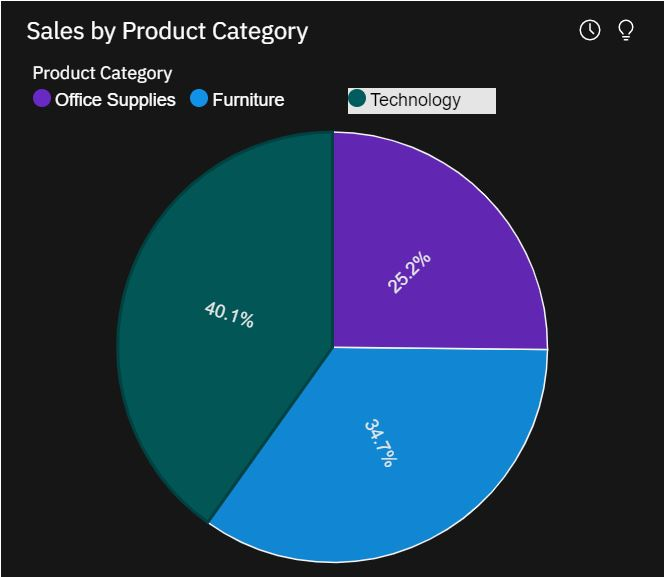 Sales by Product Category
Product Category
Office Supplies Furniture Technology
25.2%
40.1%
34.7%